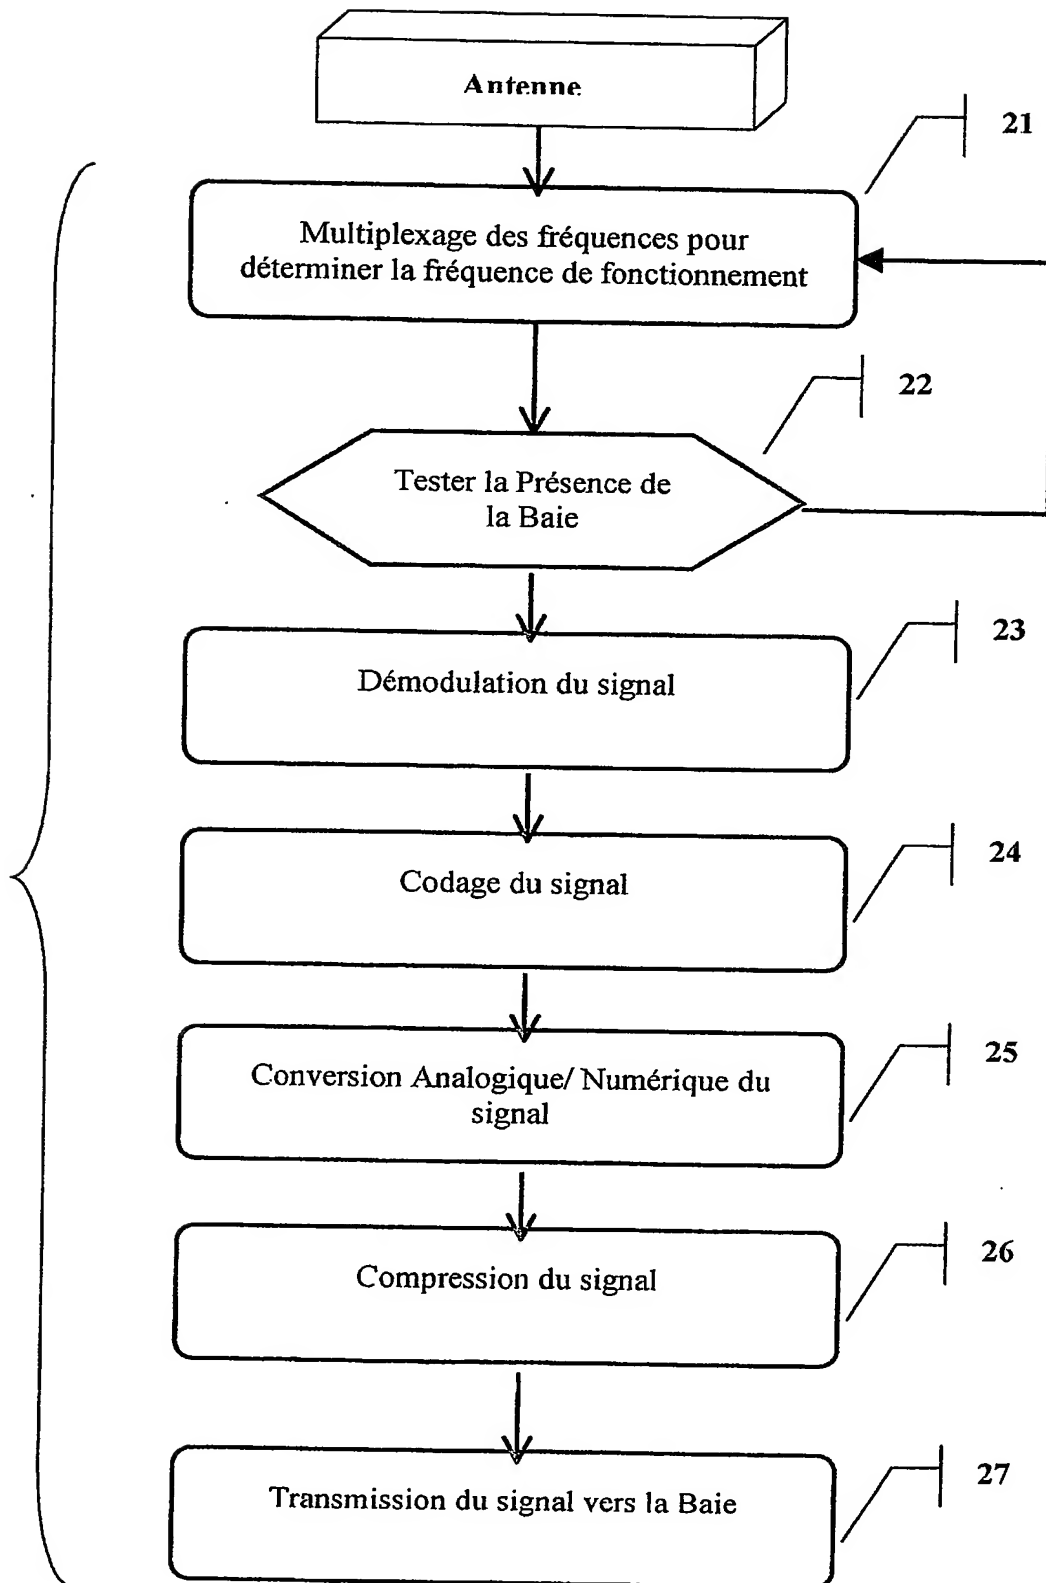 Antenne
21
Multiplexage des fréquences pour
déterminer la fréquence de fonctionnement
22
Tester la Présence de
la Baie
23
Démodulation du signal
24
Codage du signal
25
Conversion Analogique/ Numérique du
signal
26
Compression du signal
27
Transmission du signal vers la Baie